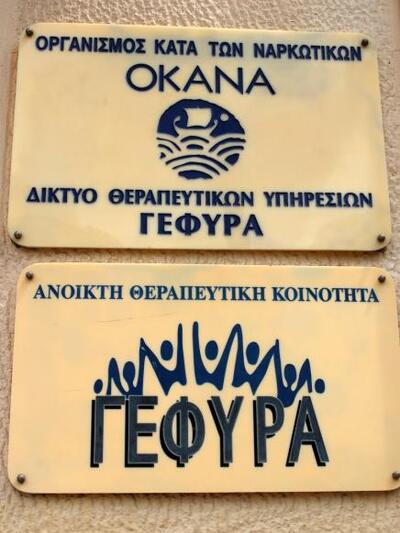 ΟΡΓΑΝΙΣΜΟΣ ΚΑΤΑ ΤΩΝ ΝΑΡΚΩΤΙΚΩΝ
ΟΚΑΝΑ
ΔΙΚΤΥΟ ΘΕΡΑΠΕΥΤΙΚΩΝ ΥΠΗΡΕΣΙΩΝ
ΓΕΦΥΡΑ
ΑΝΟΙΚΤΗ ΘΕΡΑΠΕΥΤΙΚΗ ΚΟΙΝΟΤΗΤΑ
ΓΕΦΥΡΑ